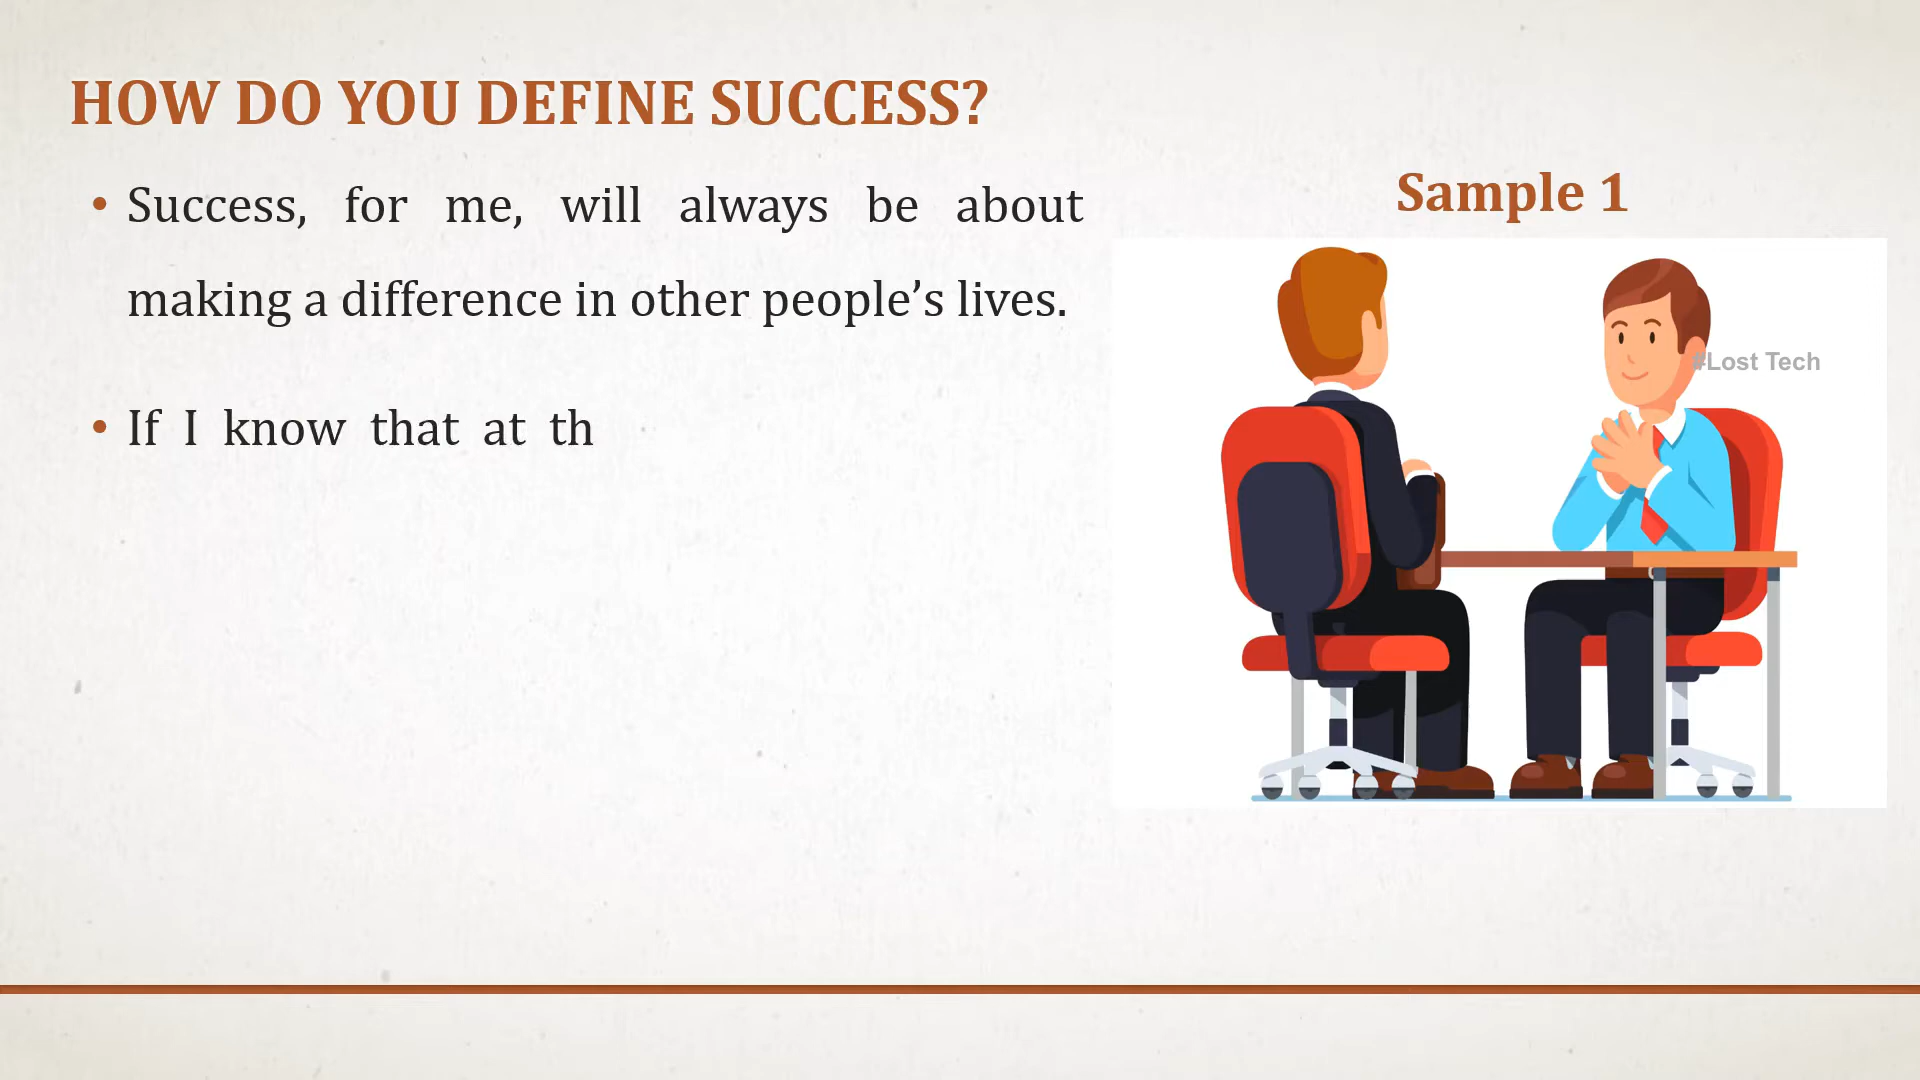 HOW DO YOU DEFINE SUCCESS?
• Success, for me, will always be about
making a difference in other people’s lives.
• If I know that at th
Sample 1
#Lost Tech